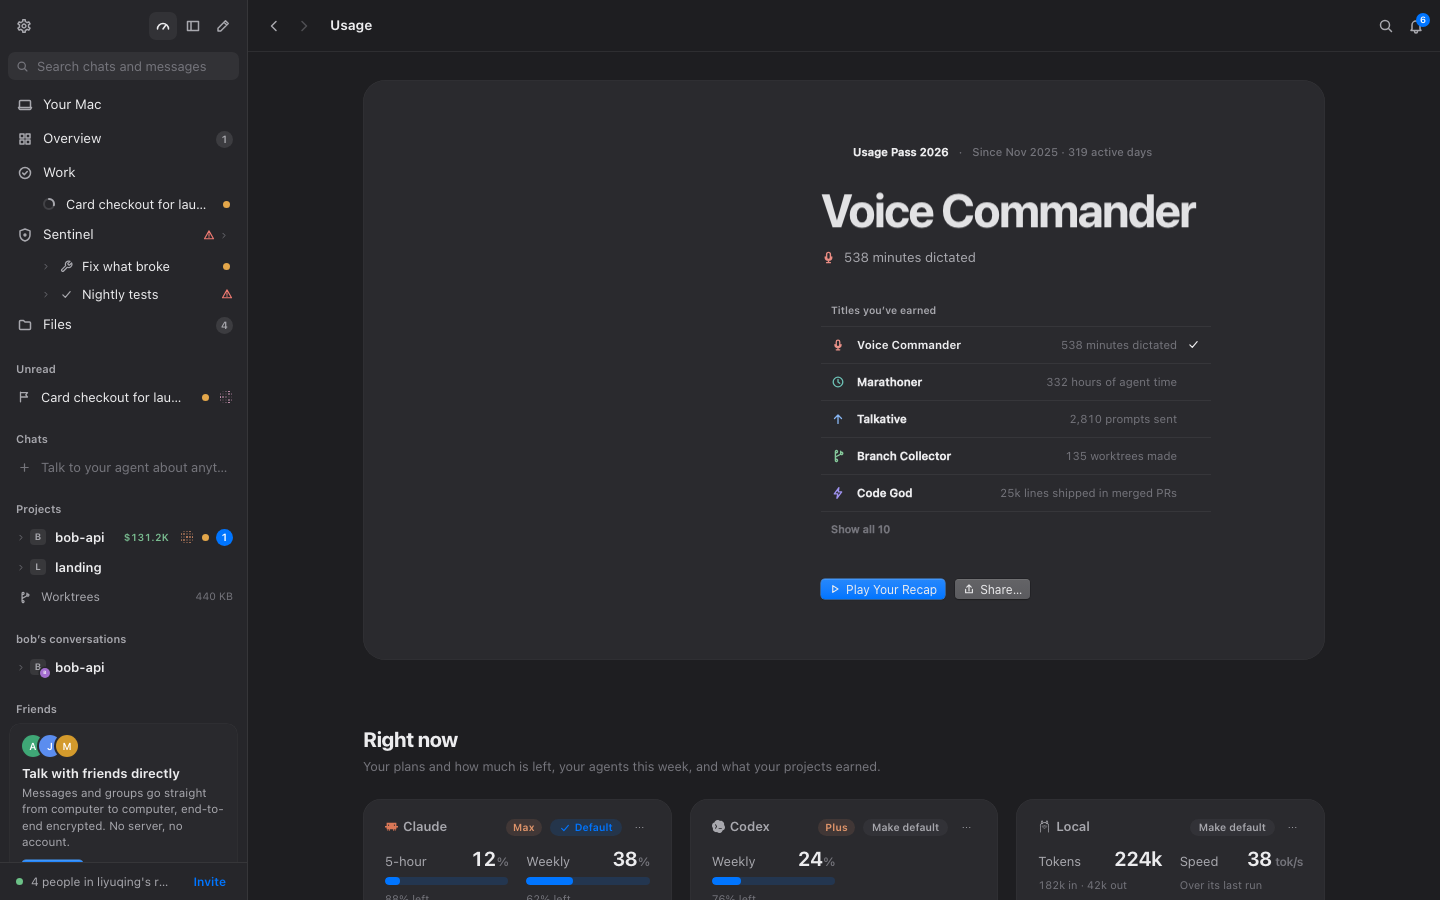 Usage
6
Search chats and messages
Your Mac
Overview
1
Work
Card checkout for lau...
Sentinel
Fix what broke
Nightly tests
Files
4
Unread
Card checkout for lau...
Chats
Talk to your agent about anyt...
Projects
B
bob-api
$131.2K
1
L
landing
Worktrees
440 KB
bob's conversations
B
bob-api
Friends
A
J
M
Talk with friends directly
Messages and groups go straight
from computer to computer, end-to-
end encrypted. No server, no
account.
4 people in liyuqing's r...
Invite
Usage Pass 2026 · Since Nov 2025 · 319 active days
Voice Commander
538 minutes dictated
Titles you've earned
Voice Commander 538 minutes dictated
Marathoner 332 hours of agent time
Talkative 2,810 prompts sent
Branch Collector 135 worktrees made
Code God 25k lines shipped in merged PRs
Show all 10
Play Your Recap
Share...
Right now
Your plans and how much is left, your agents this week, and what your projects earned.
Claude
Max
Default
5-hour 12%
Weekly 38%
88% left
62% left
Codex
Plus
Make default
Weekly 24%
76% left
Local
Make default
Tokens 224k
Speed 38 tok/s
182k in · 42k out
Over its last run